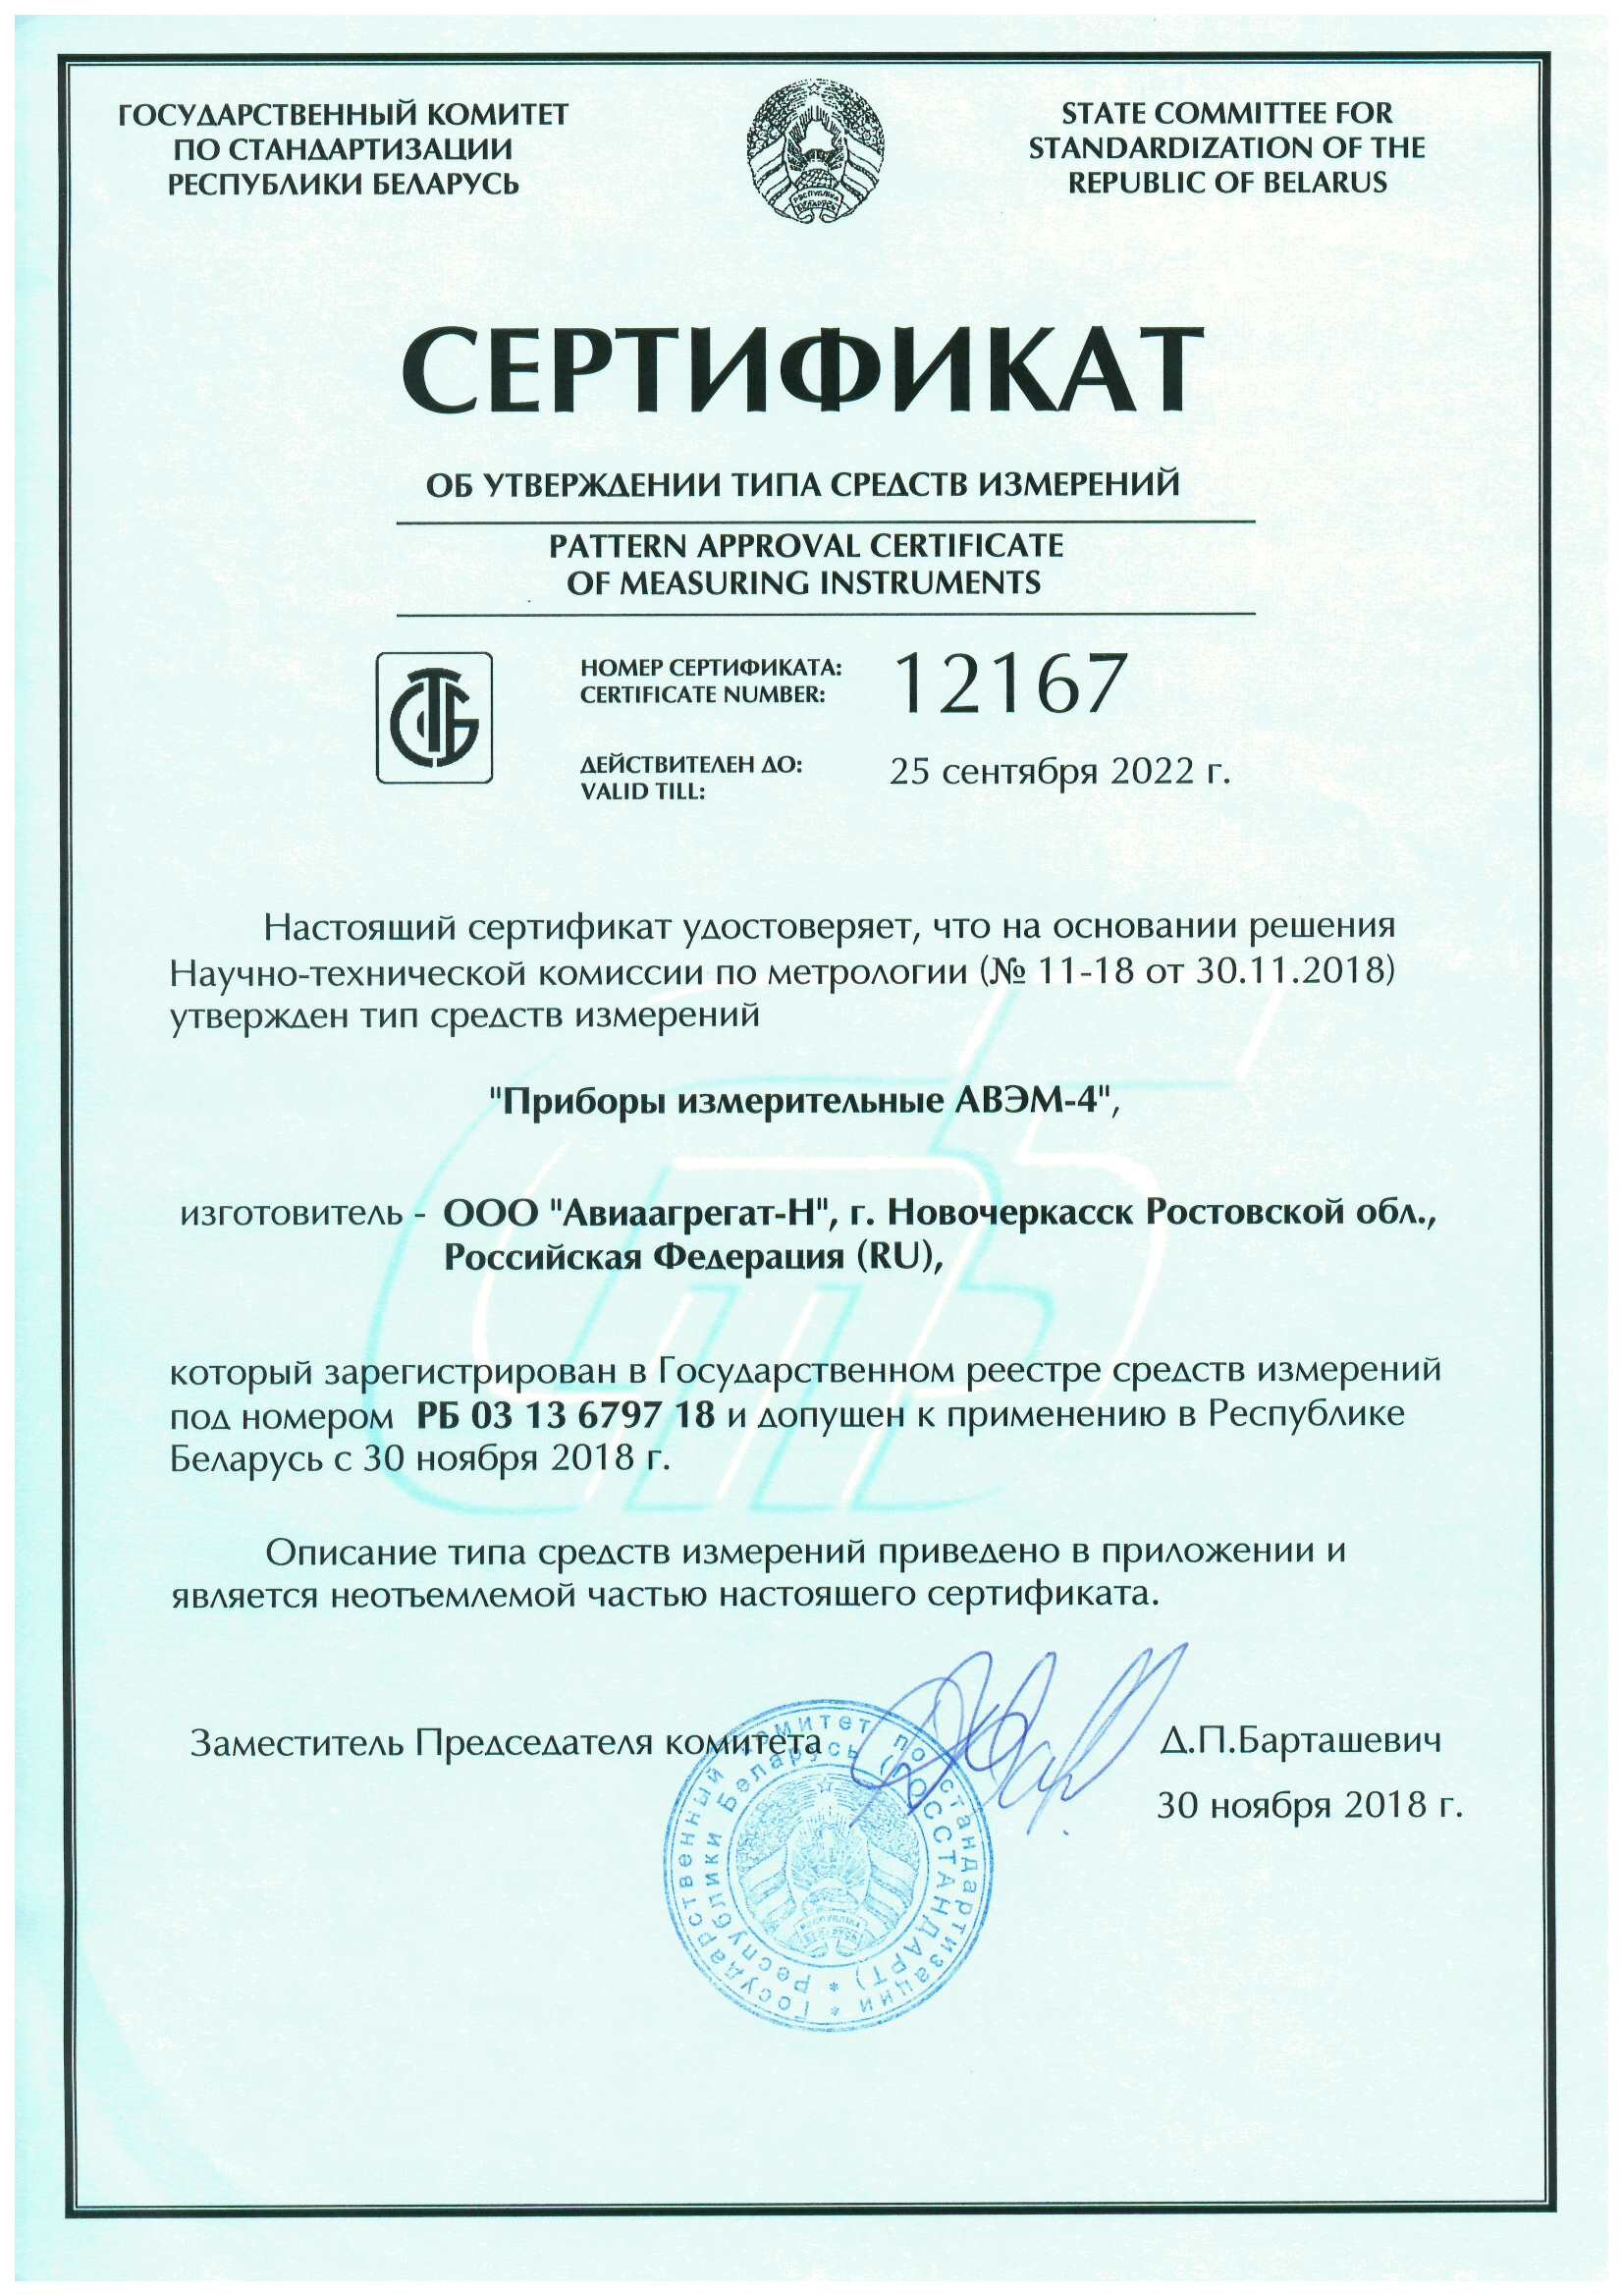 ГОСУДАРСТВЕННЫЙ КОМИТЕТ
ПО СТАНДАРТИЗАЦИИ
РЕСПУБЛИКИ БЕЛАРУСЬ
РЭСПУБЛІКА
БЕЛАРУСЬ
STATE COMMITTEE FOR
STANDARDIZATION OF THE
REPUBLIC OF BELARUS
СЕРТИФИКАТ
ОБ УТВЕРЖДЕНИИ ТИПА СРЕДСТВ ИЗМЕРЕНИЙ
PATTERN APPROVAL CERTIFICATE
OF MEASURING INSTRUMENTS
СТБ
НОМЕР СЕРТИФИКАТА: 12167
CERTIFICATE NUMBER:
ДЕЙСТВИТЕЛЕН ДО: 25 сентября 2022 г.
VALID TILL:
Настоящий сертификат удостоверяет, что на основании решения
Научно-технической комиссии по метрологии (№ 11-18 от 30.11.2018)
утвержден тип средств измерений
"Приборы измерительные АВЭМ-4",
изготовитель - ООО "Авиаагрегат-Н", г. Новочеркасск Ростовской обл.,
Российская Федерация (RU),
который зарегистрирован в Государственном реестре средств измерений
под номером РБ 03 13 6797 18 и допущен к применению в Республике
Беларусь с 30 ноября 2018 г.
Описание типа средств измерений приведено в приложении и
является неотъемлемой частью настоящего сертификата.
Заместитель Председателя комитета
Д.П.Барташевич
30 ноября 2018 г.
Государственный комитет по стандартизации *
Республики Беларусь (ГОССТАНДАРТ) *